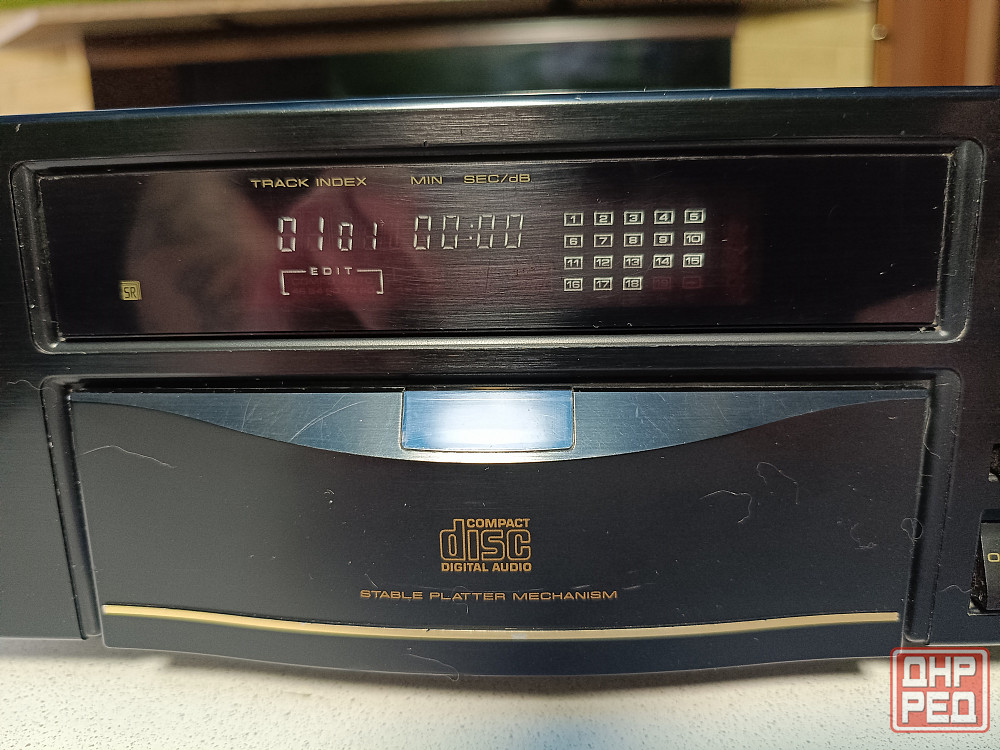 TRACK INDEX MIN SEC/dB
01 01 00:00
EDIT
1 2 3 4 5
6 7 8 9 10
11 12 13 14 15
16 17 18
SR
COMPACT
disc
DIGITAL AUDIO
STABLE PLATTER MECHANISM
O
ДНР
РЕД